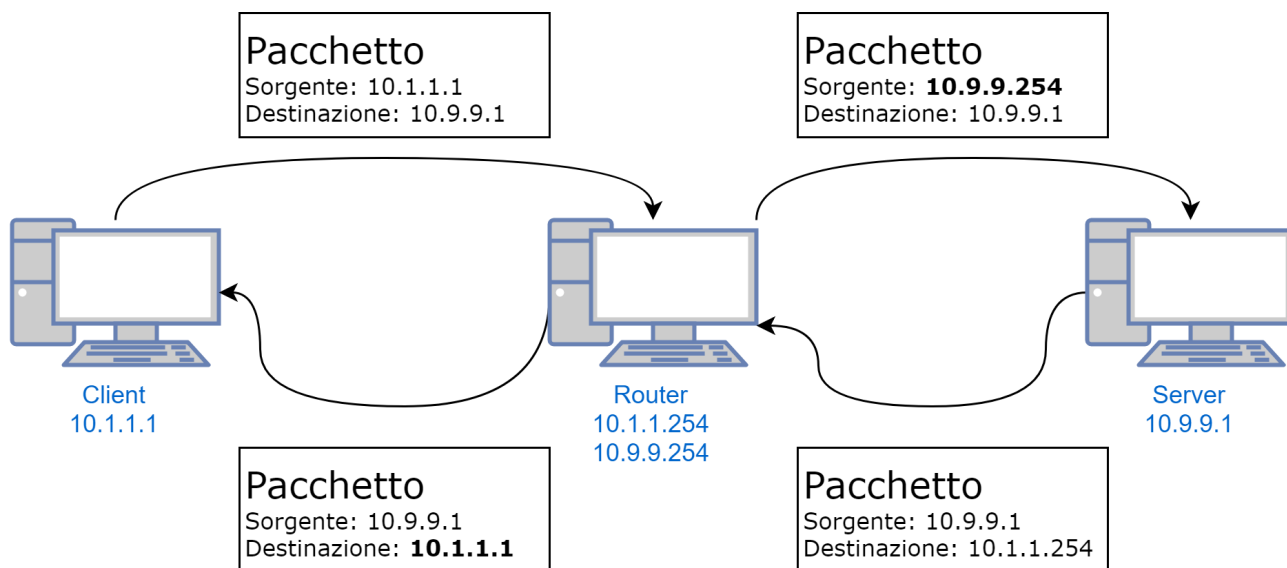 Pacchetto
Sorgente: 10.1.1.1
Destinazione: 10.9.9.1
Pacchetto
Sorgente: 10.9.9.254
Destinazione: 10.9.9.1
Client
10.1.1.1
Router
10.1.1.254
10.9.9.254
Server
10.9.9.1
Pacchetto
Sorgente: 10.9.9.1
Destinazione: 10.1.1.1
Pacchetto
Sorgente: 10.9.9.1
Destinazione: 10.1.1.254